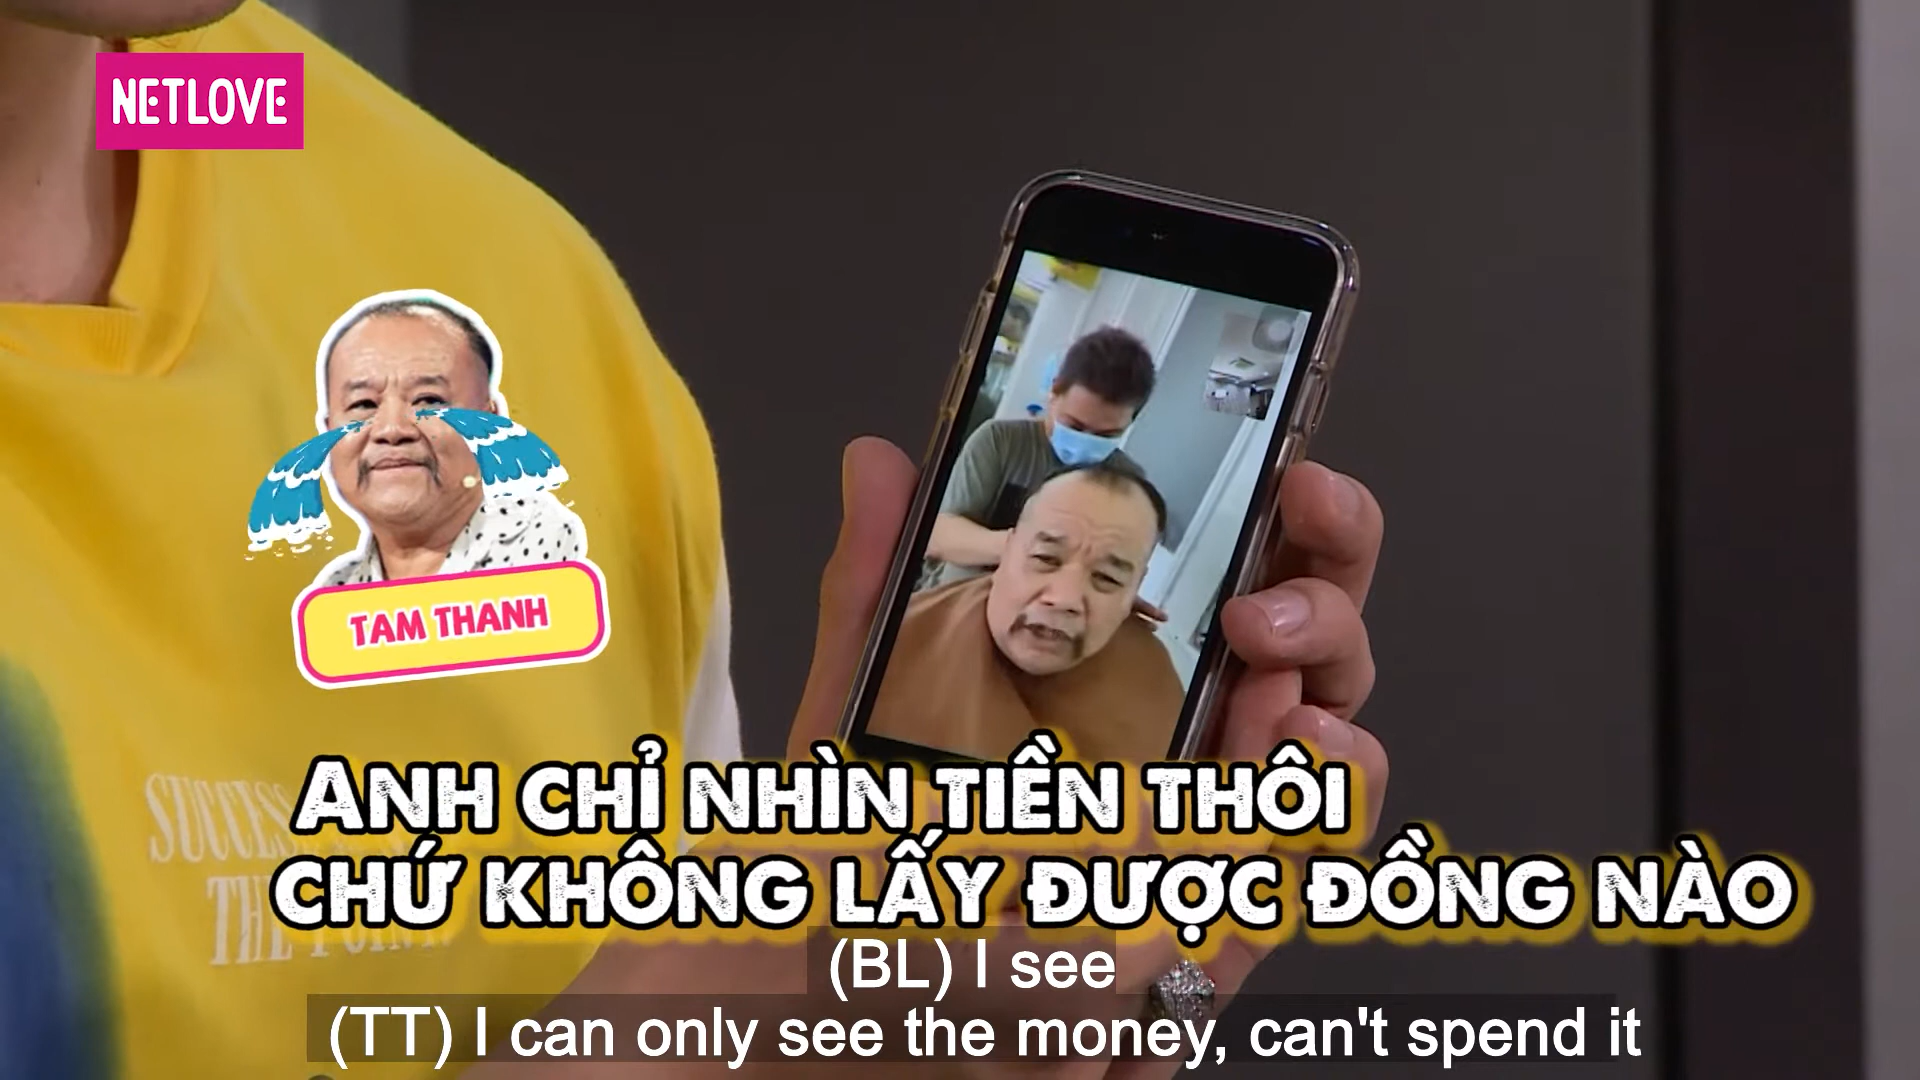 NETLOVE
TAM THANH
SUCCESS
ANH CHỈ NHÌN TIỀN THÔI
CHỨ KHÔNG LẤY ĐƯỢC ĐỒNG NÀO
(BL) I see
(TT) I can only see the money, can't spend it